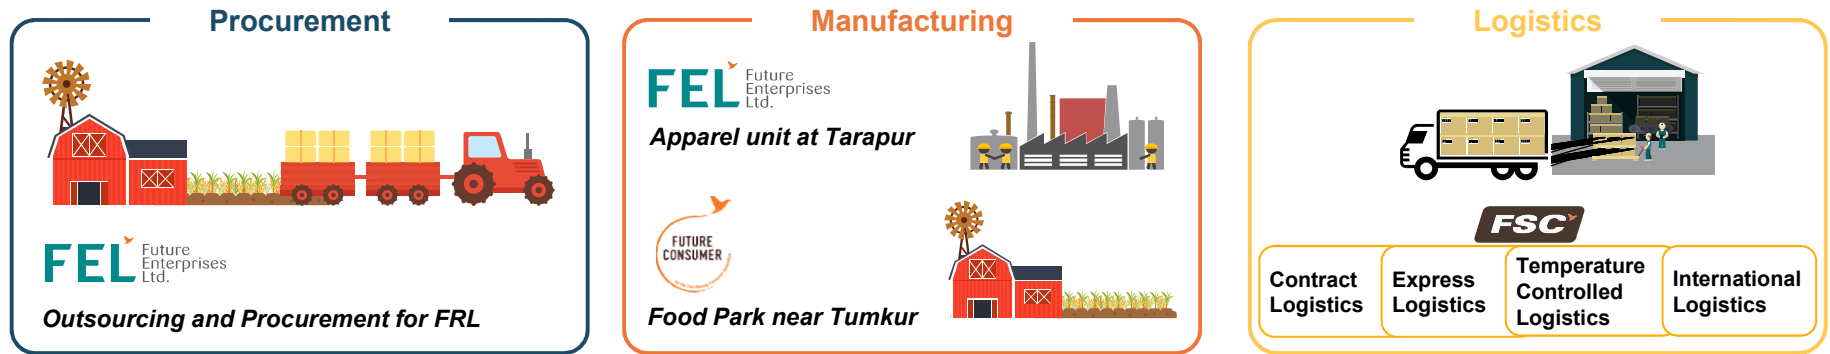 Procurement
FEL Future
Enterprises
Ltd.
Outsourcing and Procurement for FRL
Manufacturing
FEL Future
Enterprises
Ltd.
Apparel unit at Tarapur
FUTURE
CONSUMER
Food Park near Tumkur
Logistics
FSC
Contract
Logistics
Express
Logistics
Temperature
Controlled
Logistics
International
Logistics